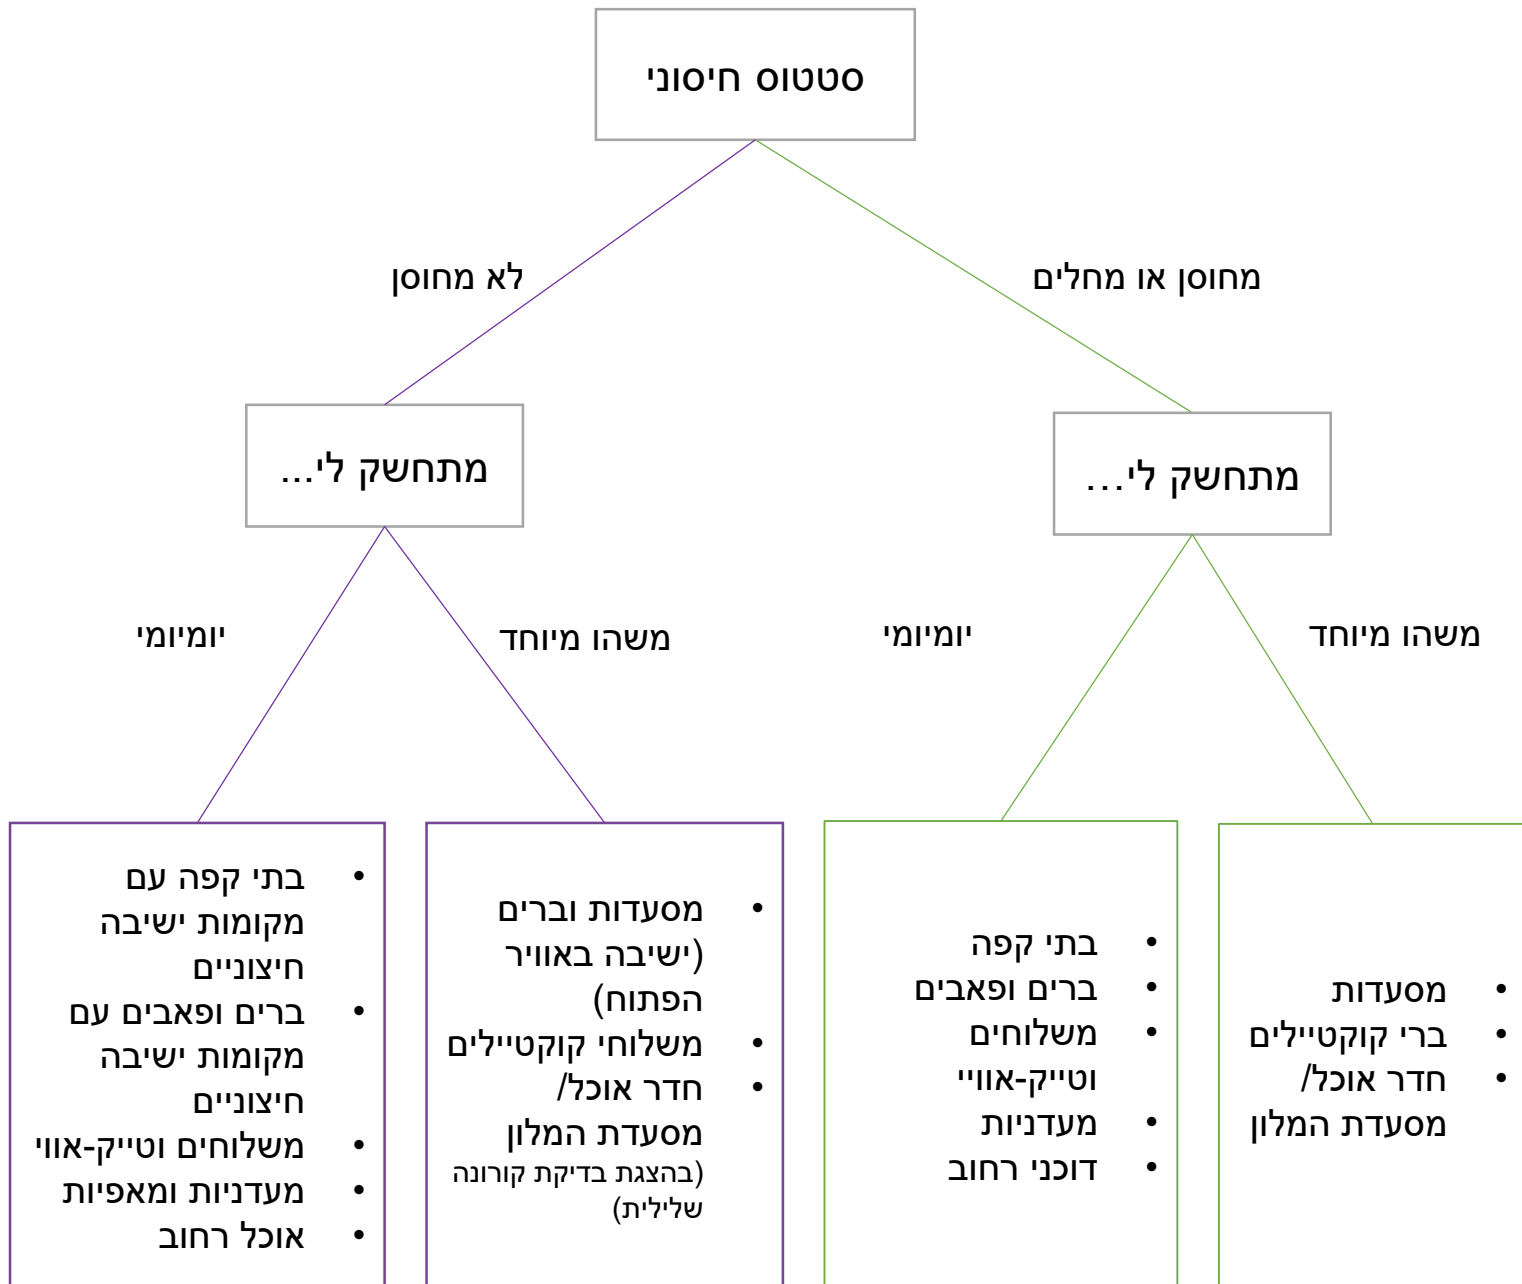 סטטוס חיסוני
מחוסן או מחלים
לא מחוסן
מתחשק לי...
מתחשק לי...
משהו מיוחד
יומיומי
משהו מיוחד
יומיומי
• מסעדות
• ברי קוקטיילים
• חדר אוכל/
מסעדת המלון
• בתי קפה
• ברים ופאבים
• משלוחים
וטייק-אוויי
• מעדניות
• דוכני רחוב
• מסעדות וברים
(ישיבה באוויר
הפתוח)
• משלוחי קוקטיילים
• חדר אוכל/
מסעדת המלון
(בהצגת בדיקת קורונה
שלילית)
• בתי קפה עם
מקומות ישיבה
חיצוניים
• ברים ופאבים עם
מקומות ישיבה
חיצוניים
• משלוחים וטייק-אווי
• מעדניות ומאפיות
• אוכל רחוב